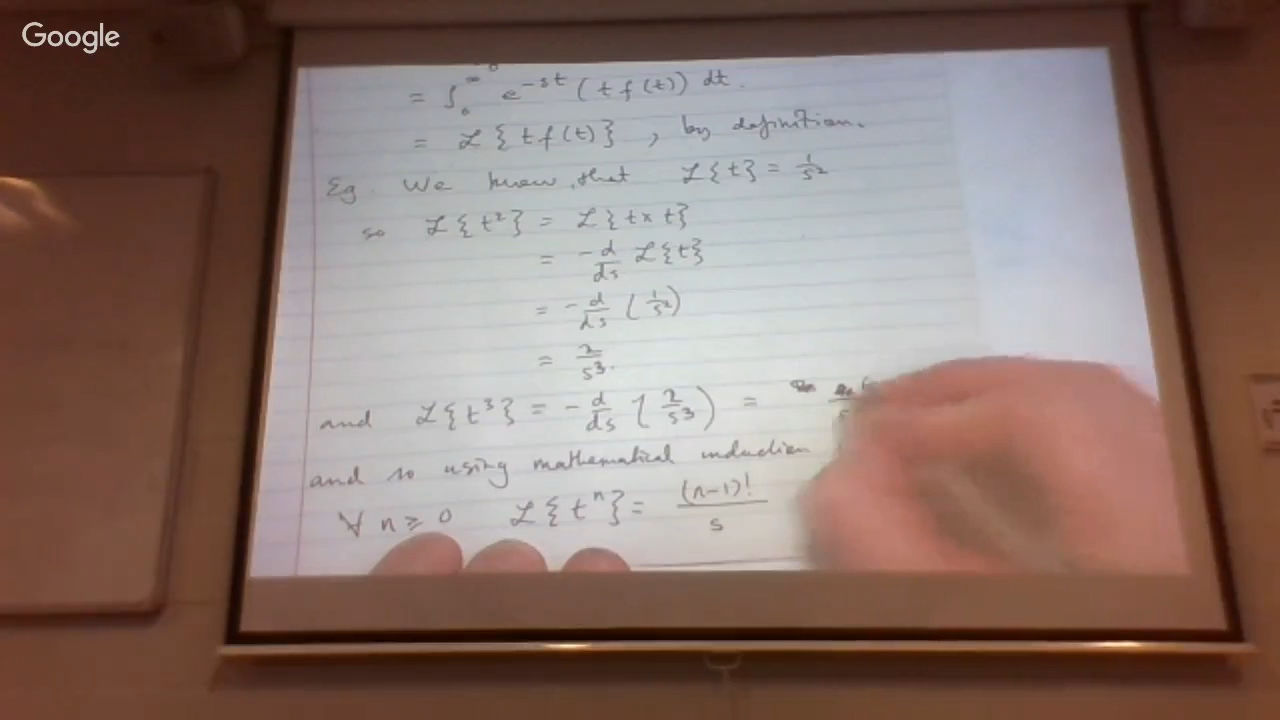 Google
= ∫₀^∞ e^{-st} (t f(t)) dt.
= ℒ{t f(t)}, by definition.
Eg. We know that ℒ{t} = 1/s²
so ℒ{t²} = ℒ{t × t}
= -d/ds ℒ{t}
= -d/ds (1/s²)
= 2/s³.
and ℒ{t³} = -d/ds (2/s³) =
and so using mathematical induction
∀ n ≥ 0 ℒ{tⁿ} = (n-1)!/s